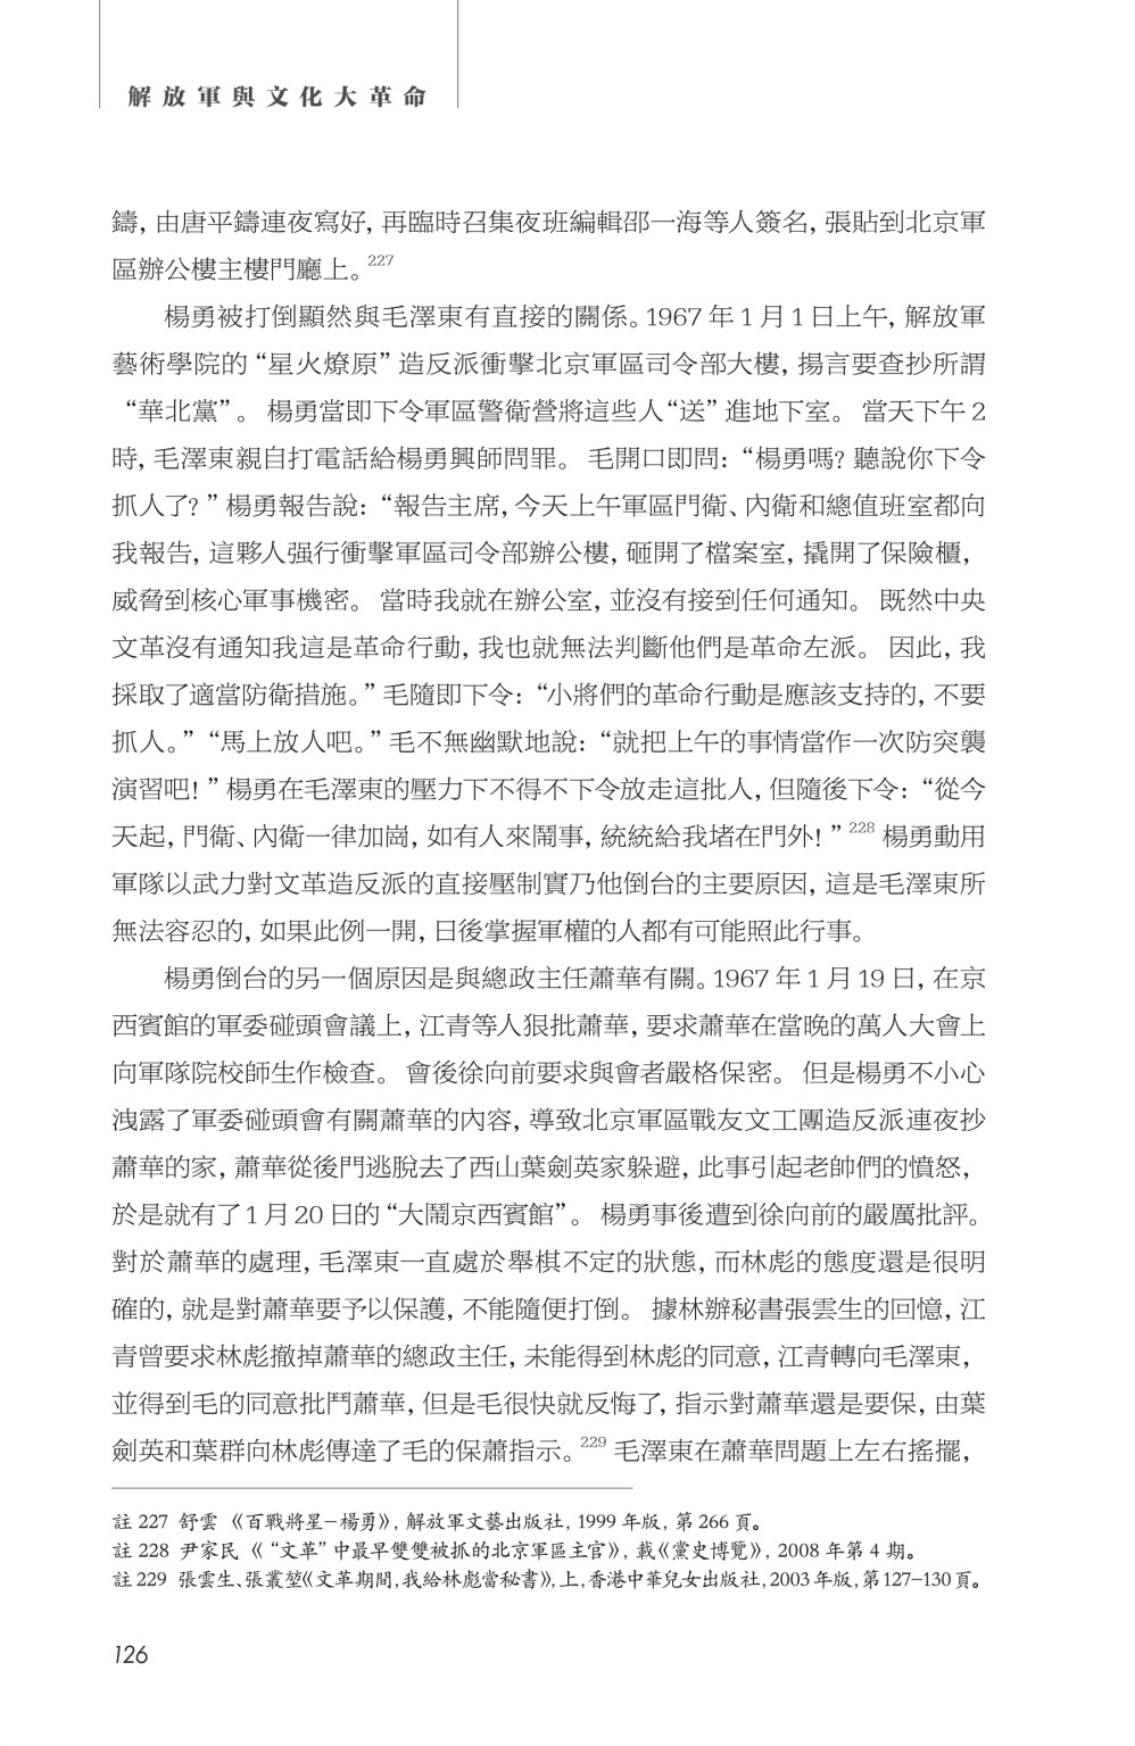 解放軍與文化大革命
鑄，由唐平鑄連夜寫好，再臨時召集夜班編輯邵一海等人簽名，張貼到北京軍
區辦公樓主樓門廳上。227
楊勇被打倒顯然與毛澤東有直接的關係。1967 年 1 月 1 日上午，解放軍
藝術學院的“星火燎原”造反派衝擊北京軍區司令部大樓，揚言要查抄所謂
“華北黨”。 楊勇當即下令軍區警衛營將這些人“送”進地下室。 當天下午 2
時，毛澤東親自打電話給楊勇興師問罪。 毛開口即問：“楊勇嗎？聽說你下令
抓人了？”楊勇報告說：“報告主席，今天上午軍區門衛、內衛和總值班室都向
我報告，這夥人强行衝擊軍區司令部辦公樓，砸開了檔案室，撬開了保險櫃，
威脅到核心軍事機密。 當時我就在辦公室，並沒有接到任何通知。 既然中央
文革沒有通知我這是革命行動，我也就無法判斷他們是革命左派。 因此，我
採取了適當防衛措施。”毛隨即下令：“小將們的革命行動是應該支持的，不要
抓人。”“馬上放人吧。”毛不無幽默地說：“就把上午的事情當作一次防突襲
演習吧！”楊勇在毛澤東的壓力下不得不下令放走這批人，但隨後下令：“從今
天起，門衛、內衛一律加崗，如有人來鬧事，統統給我堵在門外！”228 楊勇動用
軍隊以武力對文革造反派的直接壓制實乃他倒台的主要原因，這是毛澤東所
無法容忍的，如果此例一開，日後掌握軍權的人都有可能照此行事。
楊勇倒台的另一個原因是與總政主任蕭華有關。1967 年 1 月 19 日，在京
西賓館的軍委碰頭會議上，江青等人狠批蕭華，要求蕭華在當晚的萬人大會上
向軍隊院校師生作檢查。 會後徐向前要求與會者嚴格保密。 但是楊勇不小心
洩露了軍委碰頭會有關蕭華的內容，導致北京軍區戰友文工團造反派連夜抄
蕭華的家，蕭華從後門逃脫去了西山葉劍英家躲避，此事引起老帥們的憤怒，
於是就有了 1 月 20 日的“大鬧京西賓館”。 楊勇事後遭到徐向前的嚴厲批評。
對於蕭華的處理，毛澤東一直處於舉棋不定的狀態，而林彪的態度還是很明
確的，就是對蕭華要予以保護，不能隨便打倒。 據林辦秘書張雲生的回憶，江
青曾要求林彪撤掉蕭華的總政主任，未能得到林彪的同意，江青轉向毛澤東，
並得到毛的同意批鬥蕭華，但是毛很快就反悔了，指示對蕭華還是要保，由葉
劍英和葉群向林彪傳達了毛的保蕭指示。229 毛澤東在蕭華問題上左右搖擺，
註 227 舒雲 《百戰將星－楊勇》，解放軍文藝出版社，1999 年版，第 266 頁。
註 228 尹家民 《“文革”中最早雙雙被抓的北京軍區主官》，載《黨史博覽》，2008 年第 4 期。
註 229 張雲生、張叢堃《文革期間，我給林彪當秘書》，上，香港中華兒女出版社，2003 年版，第 127–130 頁。
126